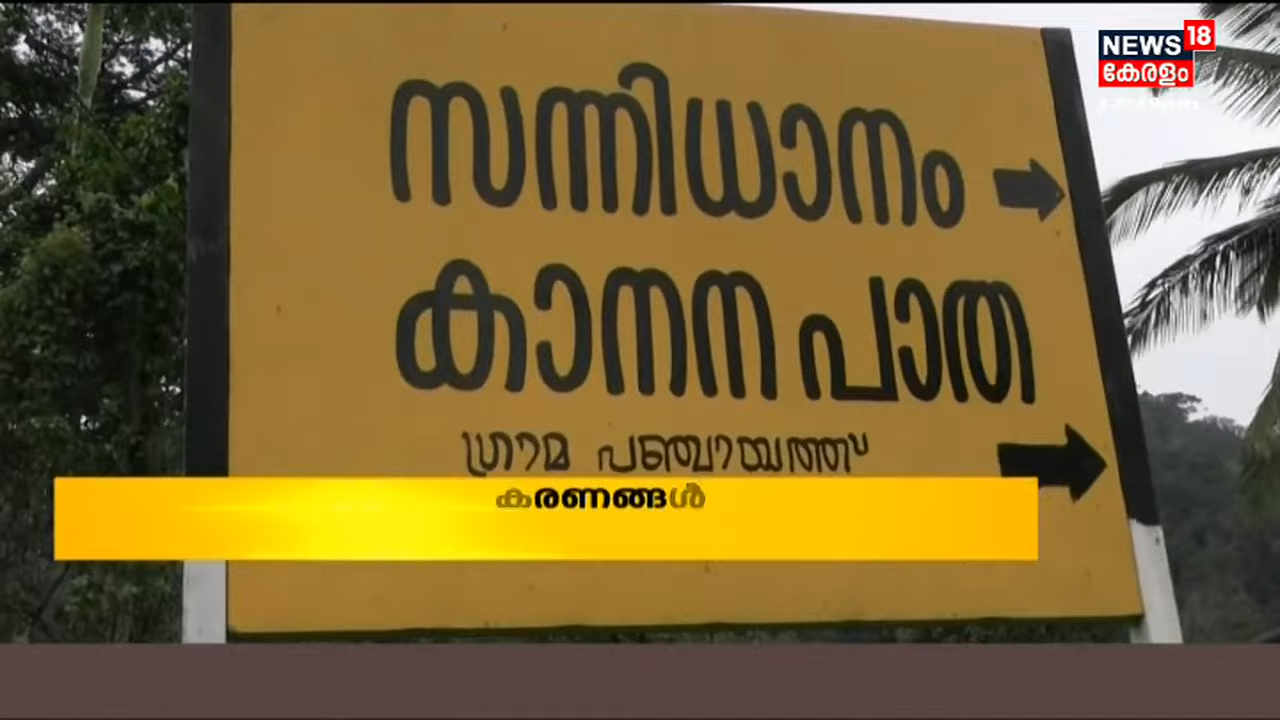 NEWS 18
കേരളം
സന്നിധാനം
കാനന പാത
ഗ്രാമ പഞ്ചായത്ത്
കരണങ്ങൾ